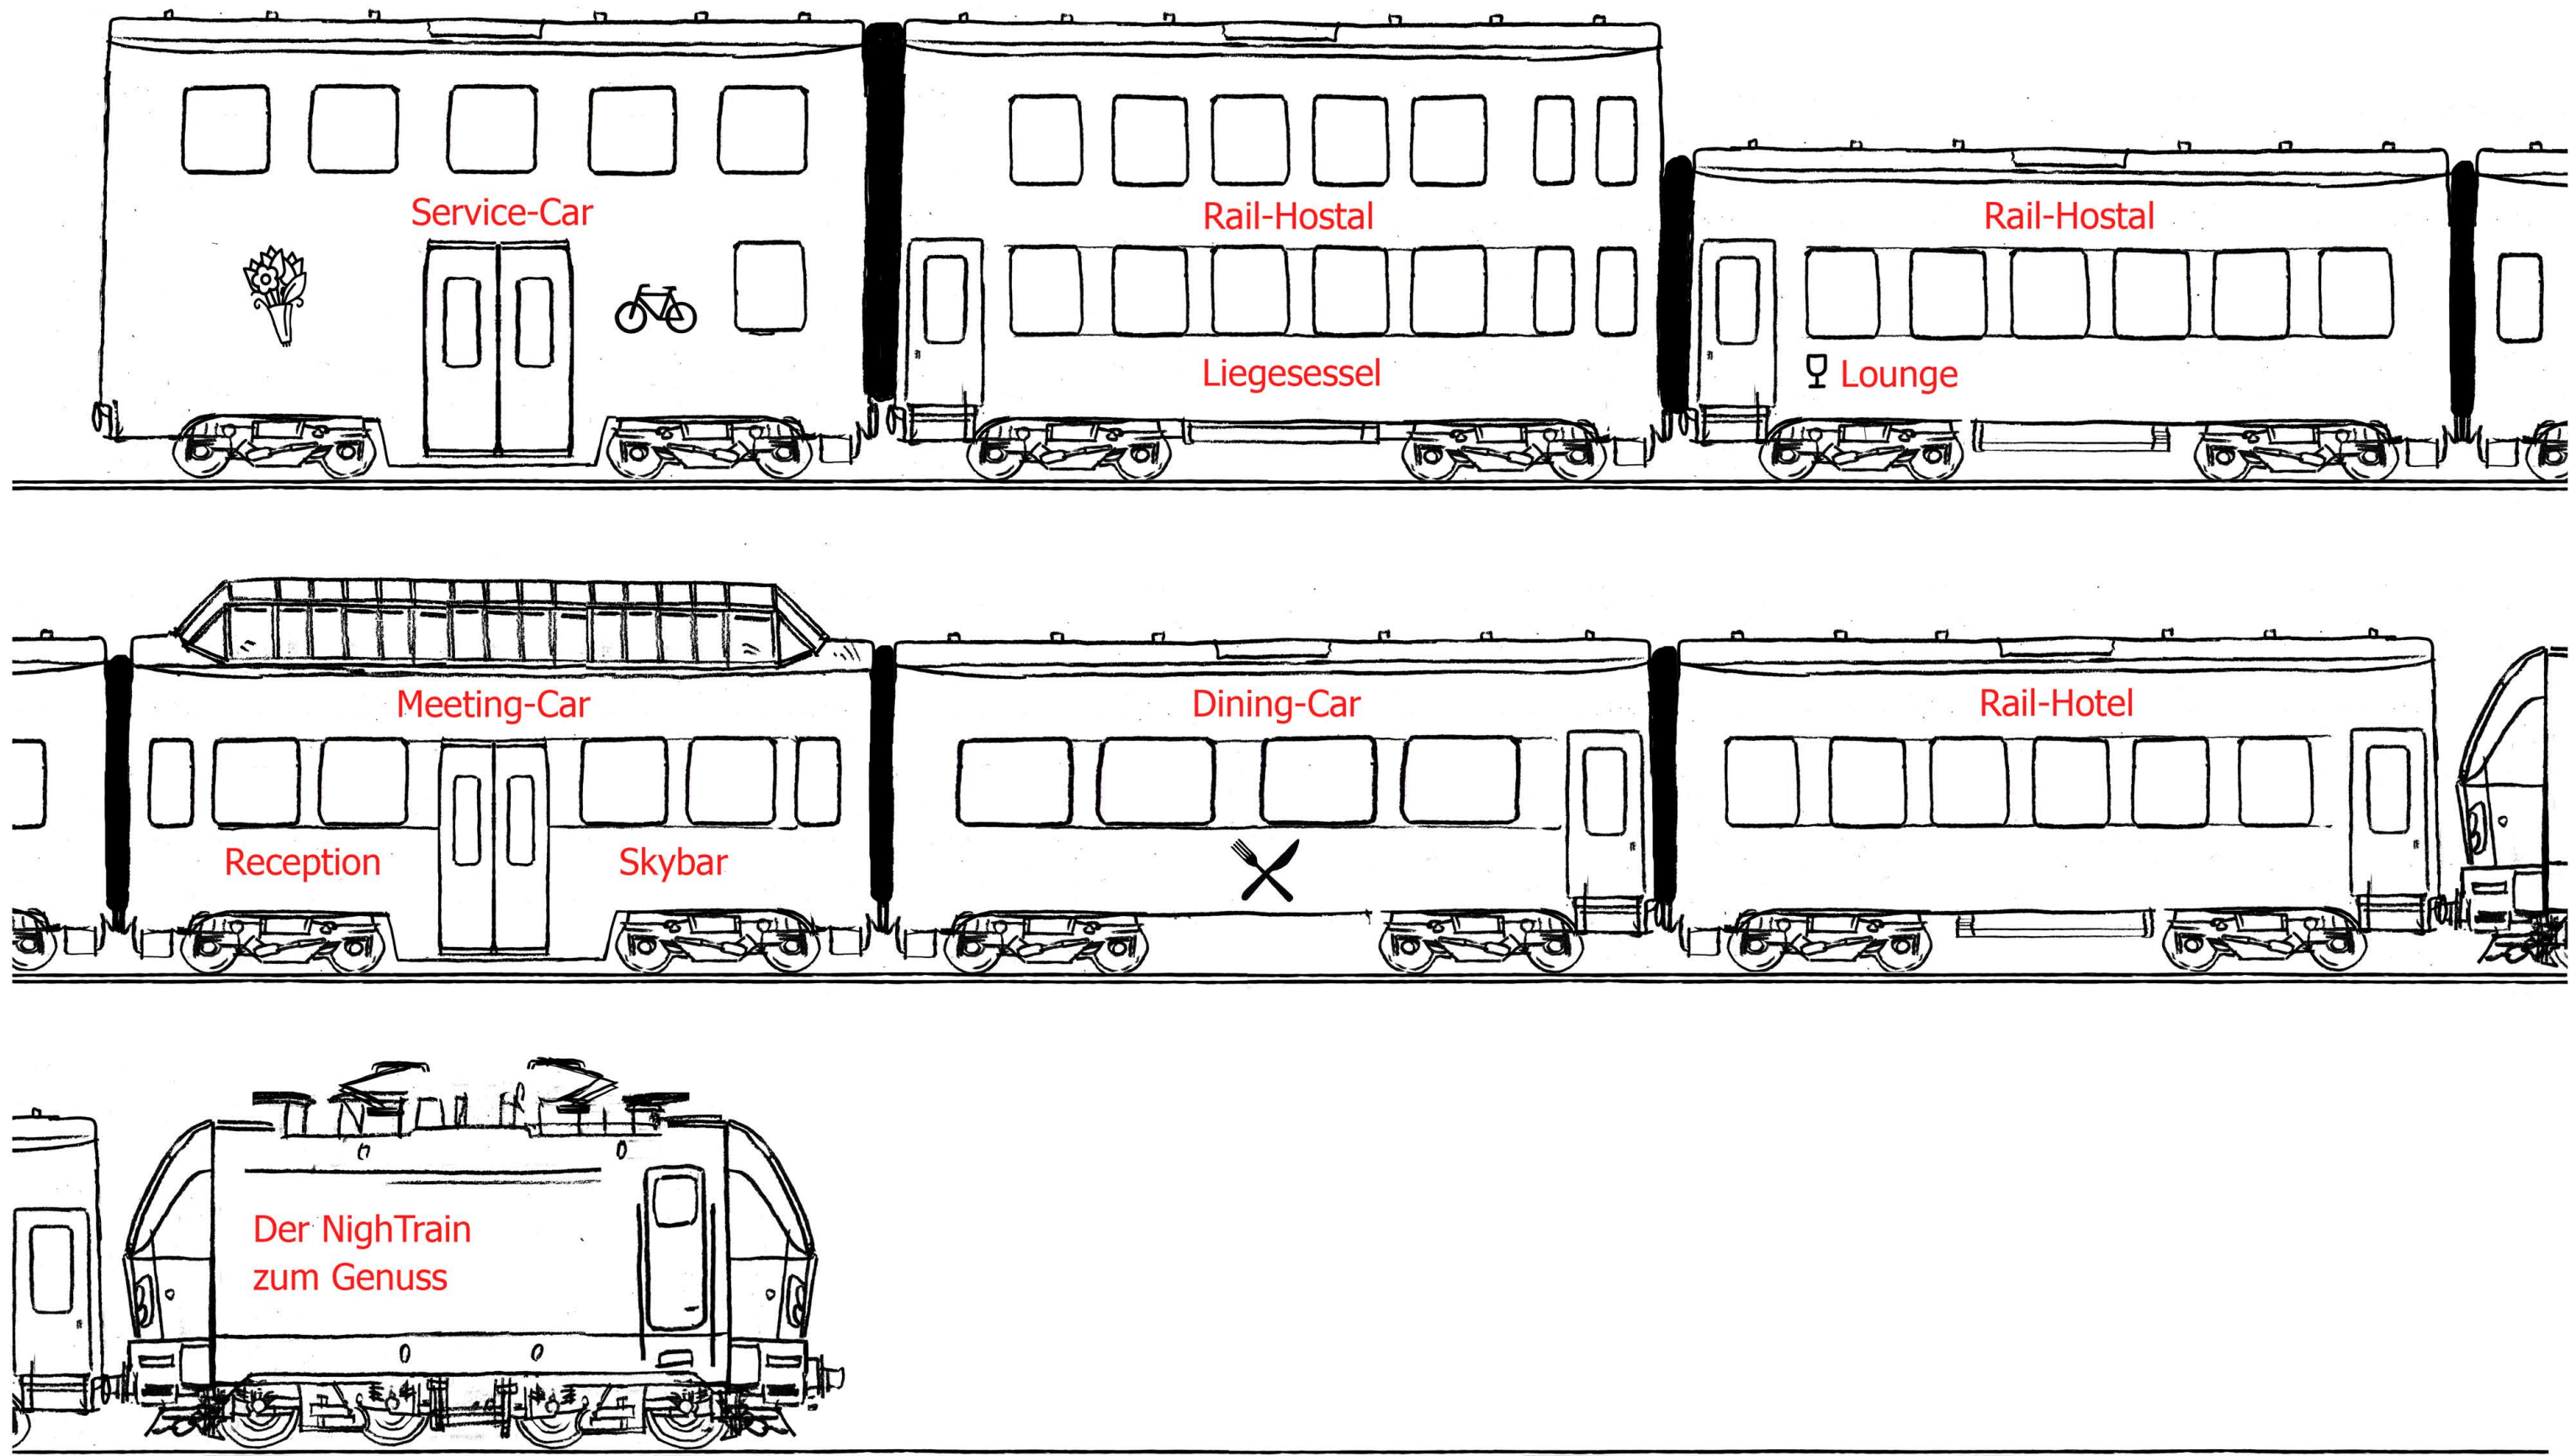 Service-Car
Rail-Hostal
Rail-Hostal
Liegesessel
Lounge
Meeting-Car
Dining-Car
Rail-Hotel
Reception
Skybar
Der NighTrain
zum Genuss